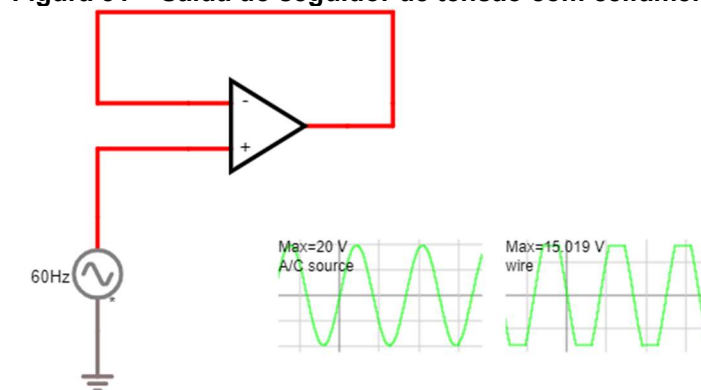 -
+
60Hz
*
Max=20 V
A/C source
Max=15.019 V
wire